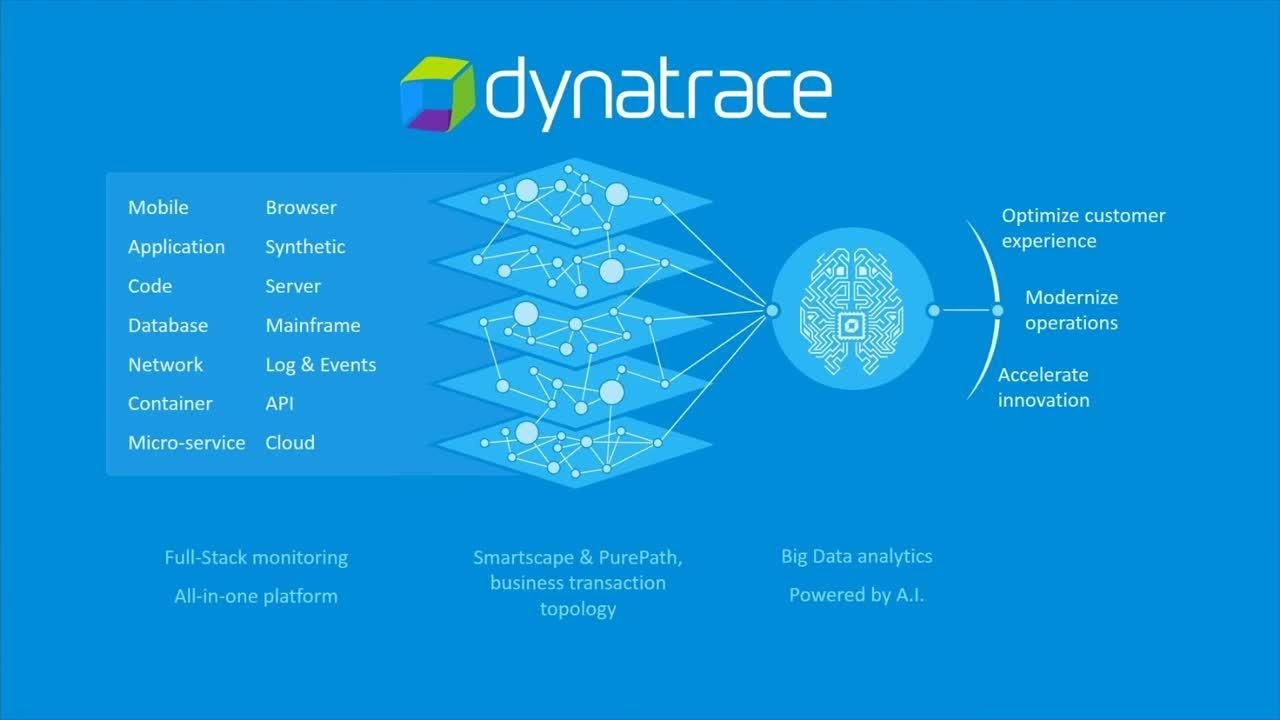 dynatrace
Mobile Browser
Application Synthetic
Code Server
Database Mainframe
Network Log & Events
Container API
Micro-service Cloud
Optimize customer
experience
Modernize
operations
Accelerate
innovation
Full-Stack monitoring
All-in-one platform
Smartscape & PurePath,
business transaction
topology
Big Data analytics
Powered by A.I.